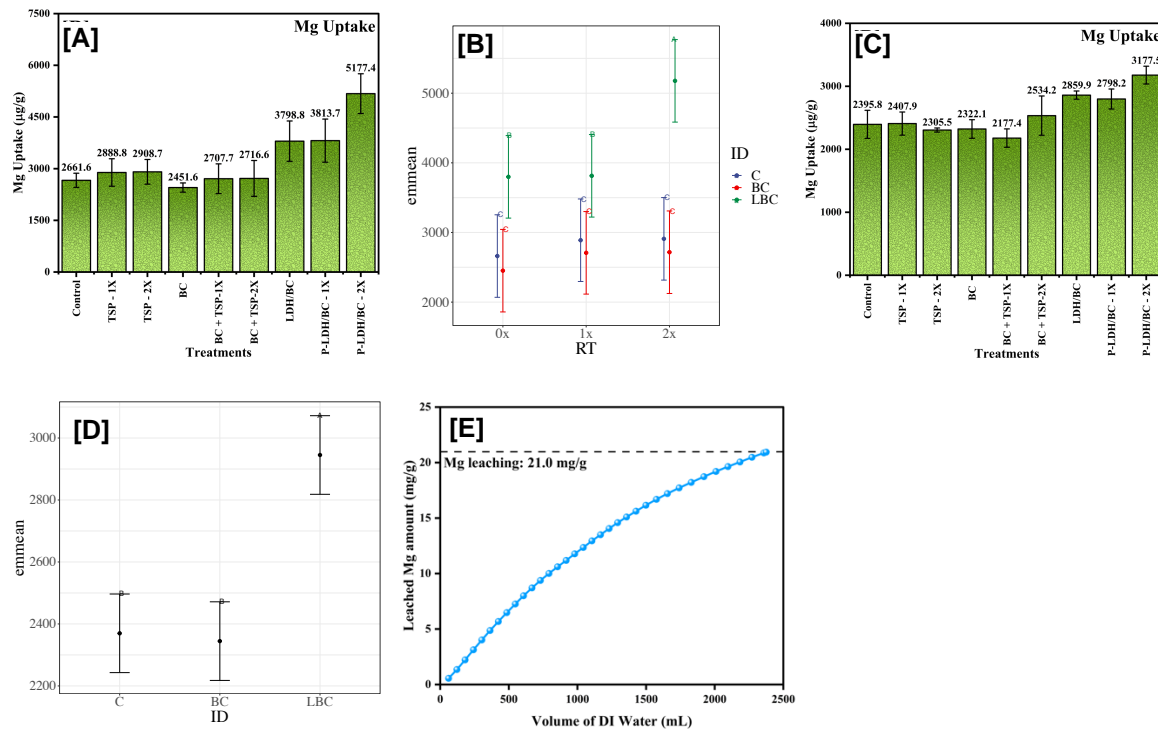 [A]
Mg Uptake
7500
6000
4500
3000
1500
0
Mg Uptake (µg/g)
2661.6
2888.8
2908.7
2451.6
2707.7
2716.6
3798.8
3813.7
5177.4
Control
TSP - 1X
TSP - 2X
BC
BC + TSP-1X
BC + TSP-2X
LDH/BC
P-LDH/BC - 1X
P-LDH/BC - 2X
Treatments
[B]
5000
4000
3000
2000
emmean
C
C
B
C
C
B
C
C
A
0x
1x
2x
RT
ID
C
BC
LBC
[C]
Mg Uptake
4000
3000
2000
1000
0
Mg Uptake (µg/g)
2395.8
2407.9
2305.5
2322.1
2177.4
2534.2
2859.9
2798.2
3177.5
Control
TSP - 1X
TSP - 2X
BC
BC + TSP-1X
BC + TSP-2X
LDH/BC
P-LDH/BC - 1X
P-LDH/BC - 2X
Treatments
[D]
3000
2800
2600
2400
2200
emmean
B
B
A
C
BC
LBC
ID
[E]
25
20
15
10
5
0
Leached Mg amount (mg/g)
Mg leaching: 21.0 mg/g
0
500
1000
1500
2000
2500
Volume of DI Water (mL)